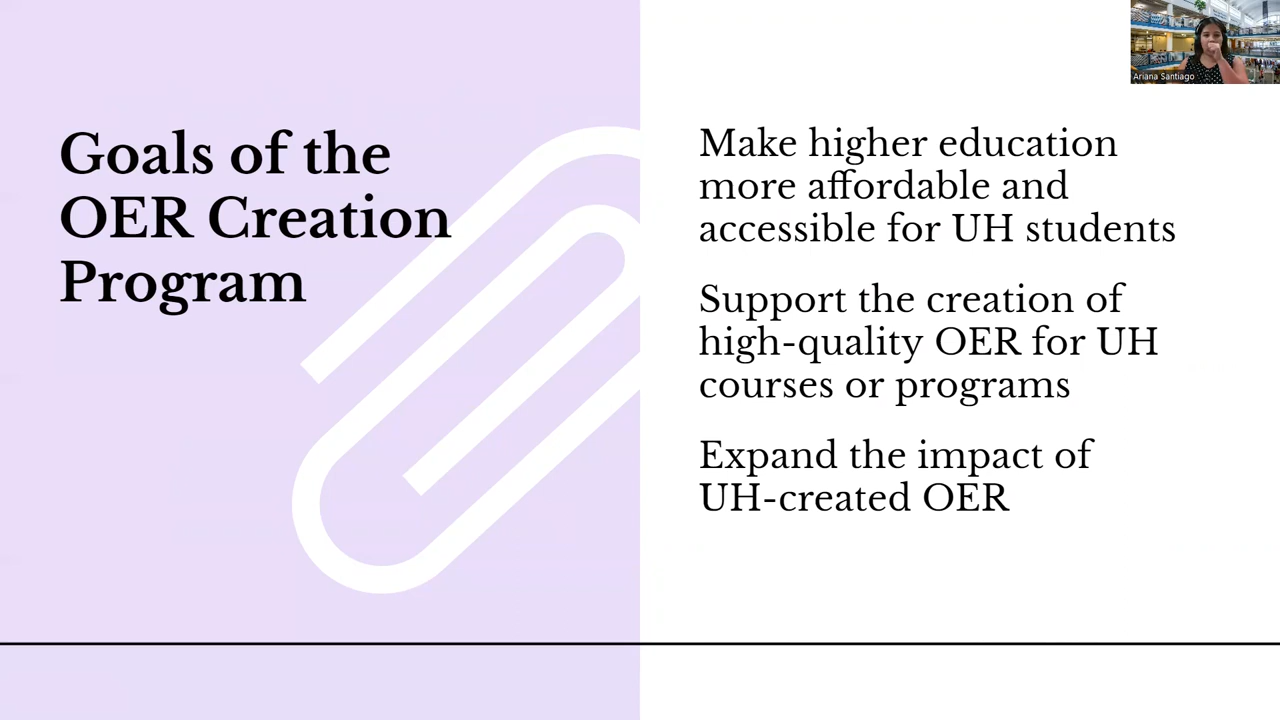 Goals of the
OER Creation
Program
Make higher education
more affordable and
accessible for UH students
Support the creation of
high-quality OER for UH
courses or programs
Expand the impact of
UH-created OER
Ariana Santiago